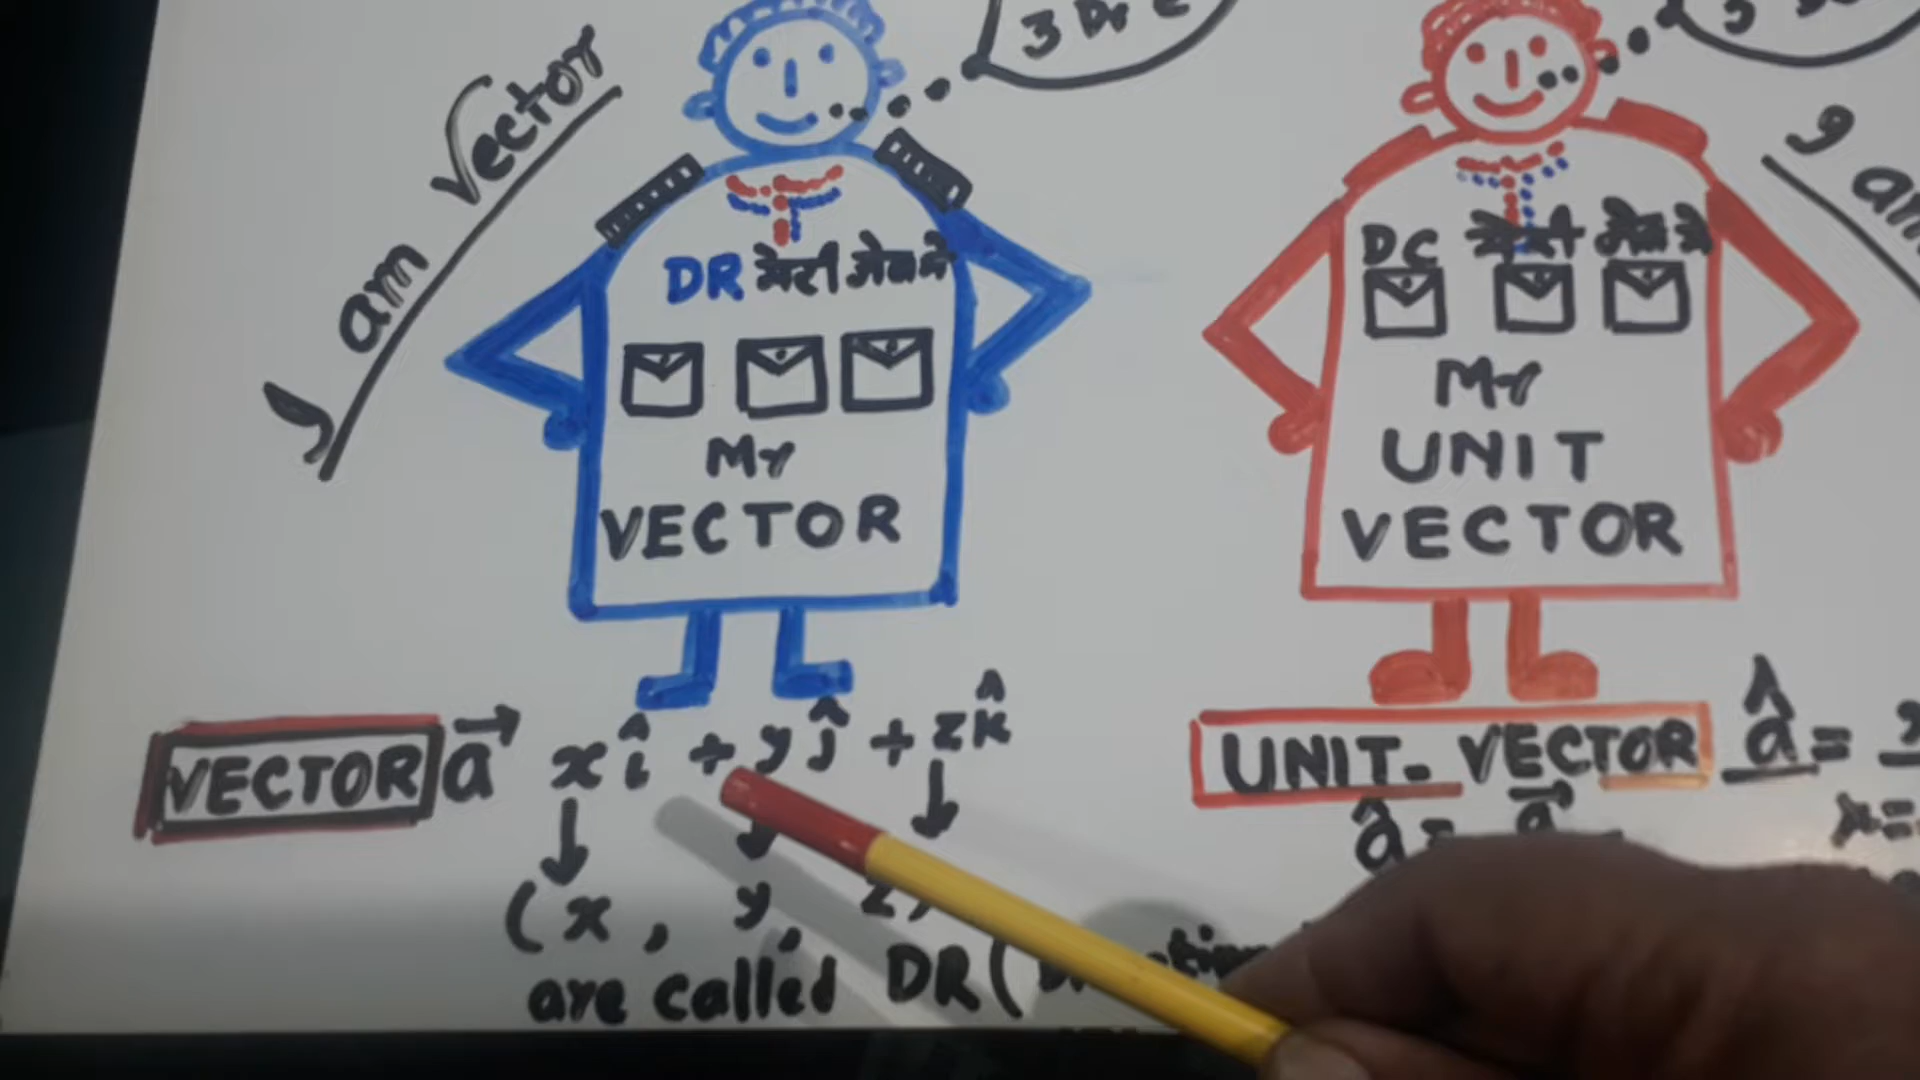 I am Vector
DR मेरी जेब में
My
VECTOR
DC
My
UNIT
VECTOR
VECTOR a⃗ xî + yĵ + zk̂
(x, y, z)
are called DR (
UNIT-VECTOR â =
â = a⃗